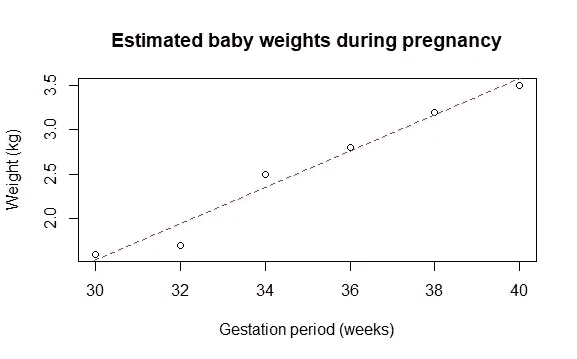 Estimated baby weights during pregnancy
3.5
3.0
2.5
2.0
Weight (kg)
30 32 34 36 38 40
Gestation period (weeks)